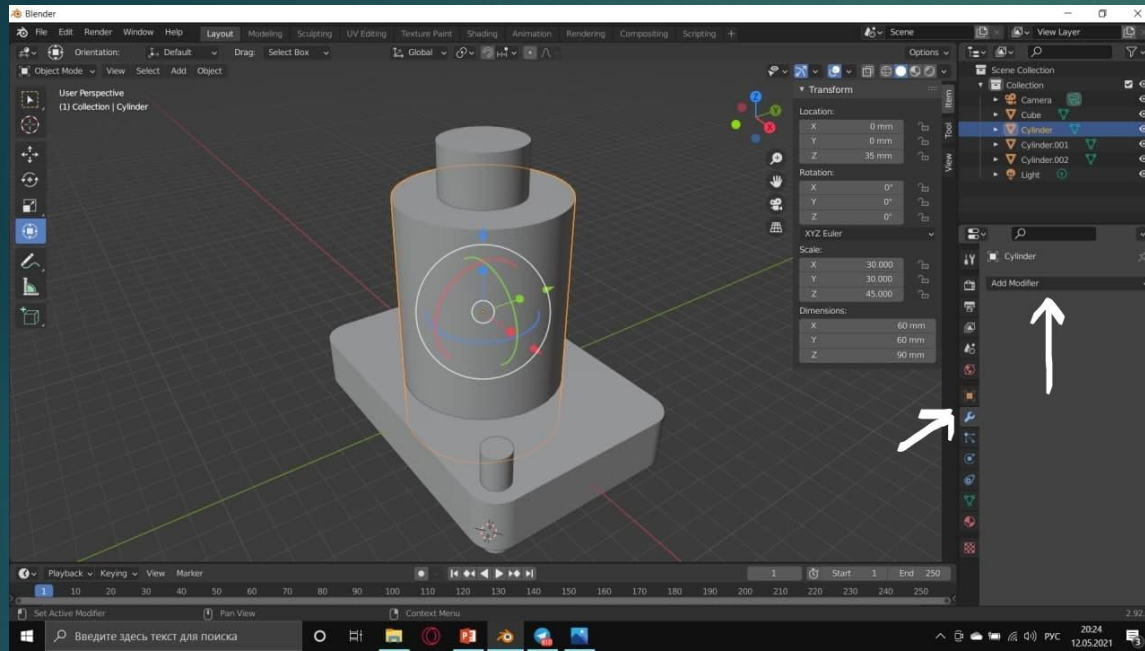 Blender
File Edit Render Window Help Layout Modeling Sculpting UV Editing Texture Paint Shading Animation Rendering Compositing Scripting + Scene View Layer
Orientation: Default Drag: Select Box Global Options
Object Mode View Select Add Object
User Perspective
(1) Collection | Cylinder
Transform
Location:
X 0 mm
Y 0 mm
Z 35 mm
Rotation:
X 0°
Y 0°
Z 0°
XYZ Euler
Scale:
X 30.000
Y 30.000
Z 45.000
Dimensions:
X 60 mm
Y 60 mm
Z 90 mm
Item
Tool
View
Z
Y
X
Scene Collection
Collection
Camera
Cube
Cylinder
Cylinder.001
Cylinder.002
Light
Cylinder
Add Modifier
Playback Keying View Marker 1 Start 1 End 250
1 10 20 30 40 50 60 70 80 90 100 110 120 130 140 150 160 170 180 190 200 210 220 230 240 250
Set Active Modifier Pan View Context Menu 2.92.
Введите здесь текст для поиска РУС 20:24
12.05.2021